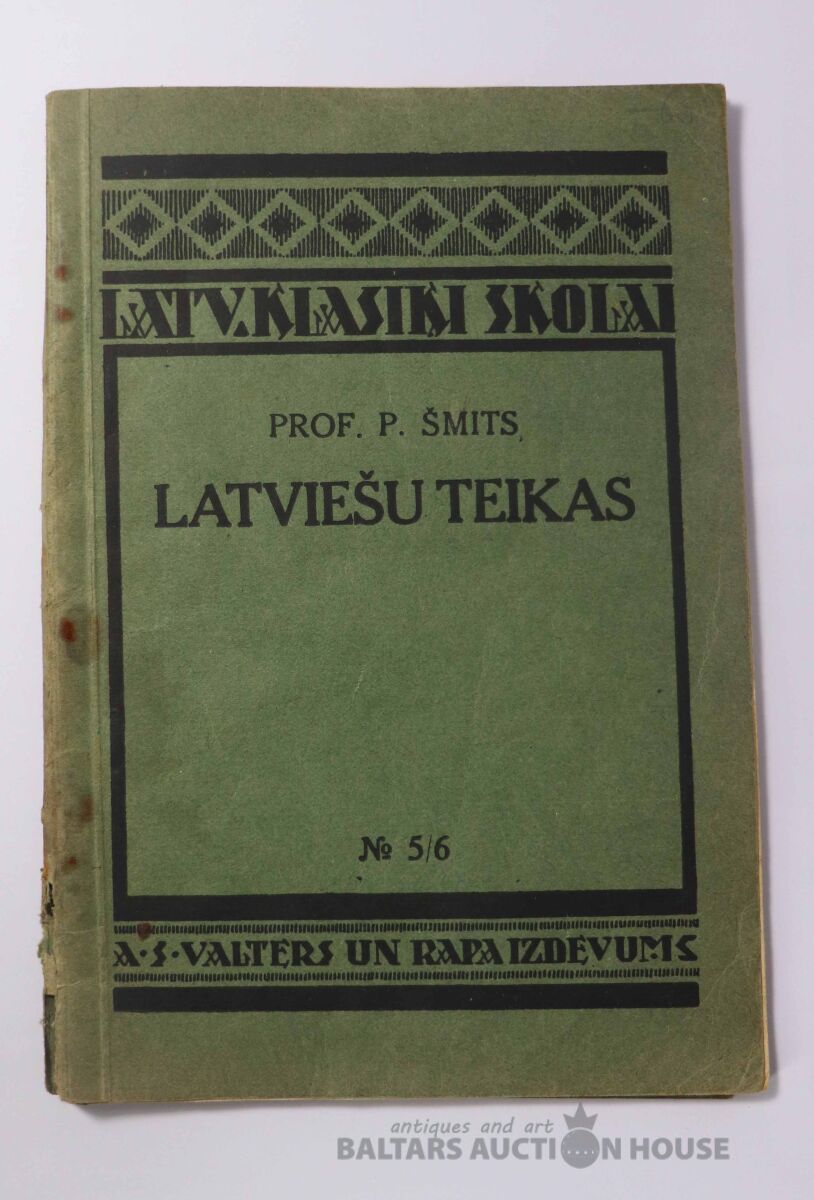 LATV. KLASIĶI SKOLAI
PROF. P. ŠMITS
LATVIEŠU TEIKAS
№ 5/6
A·S·VALTERS UN RAPA IZDEVUMS
antiques and art
BALTARS AUCTION HOUSE